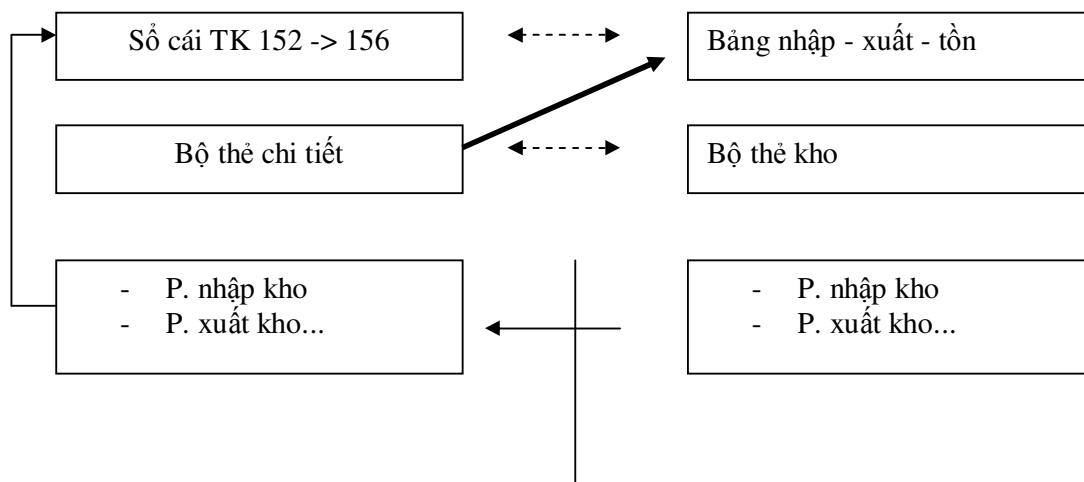 Sổ cái TK 152 -> 156
Bảng nhập - xuất - tồn
Bộ thẻ chi tiết
Bộ thẻ kho
- P. nhập kho
- P. xuất kho...
- P. nhập kho
- P. xuất kho...